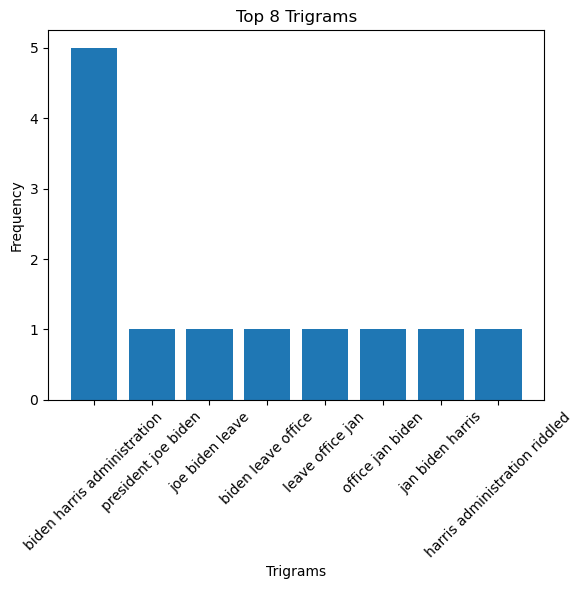 Top 8 Trigrams
Frequency
5
4
3
2
1
0
biden harris administration
president joe biden
joe biden leave
biden leave office
leave office jan
office jan biden
jan biden harris
harris administration riddled
Trigrams